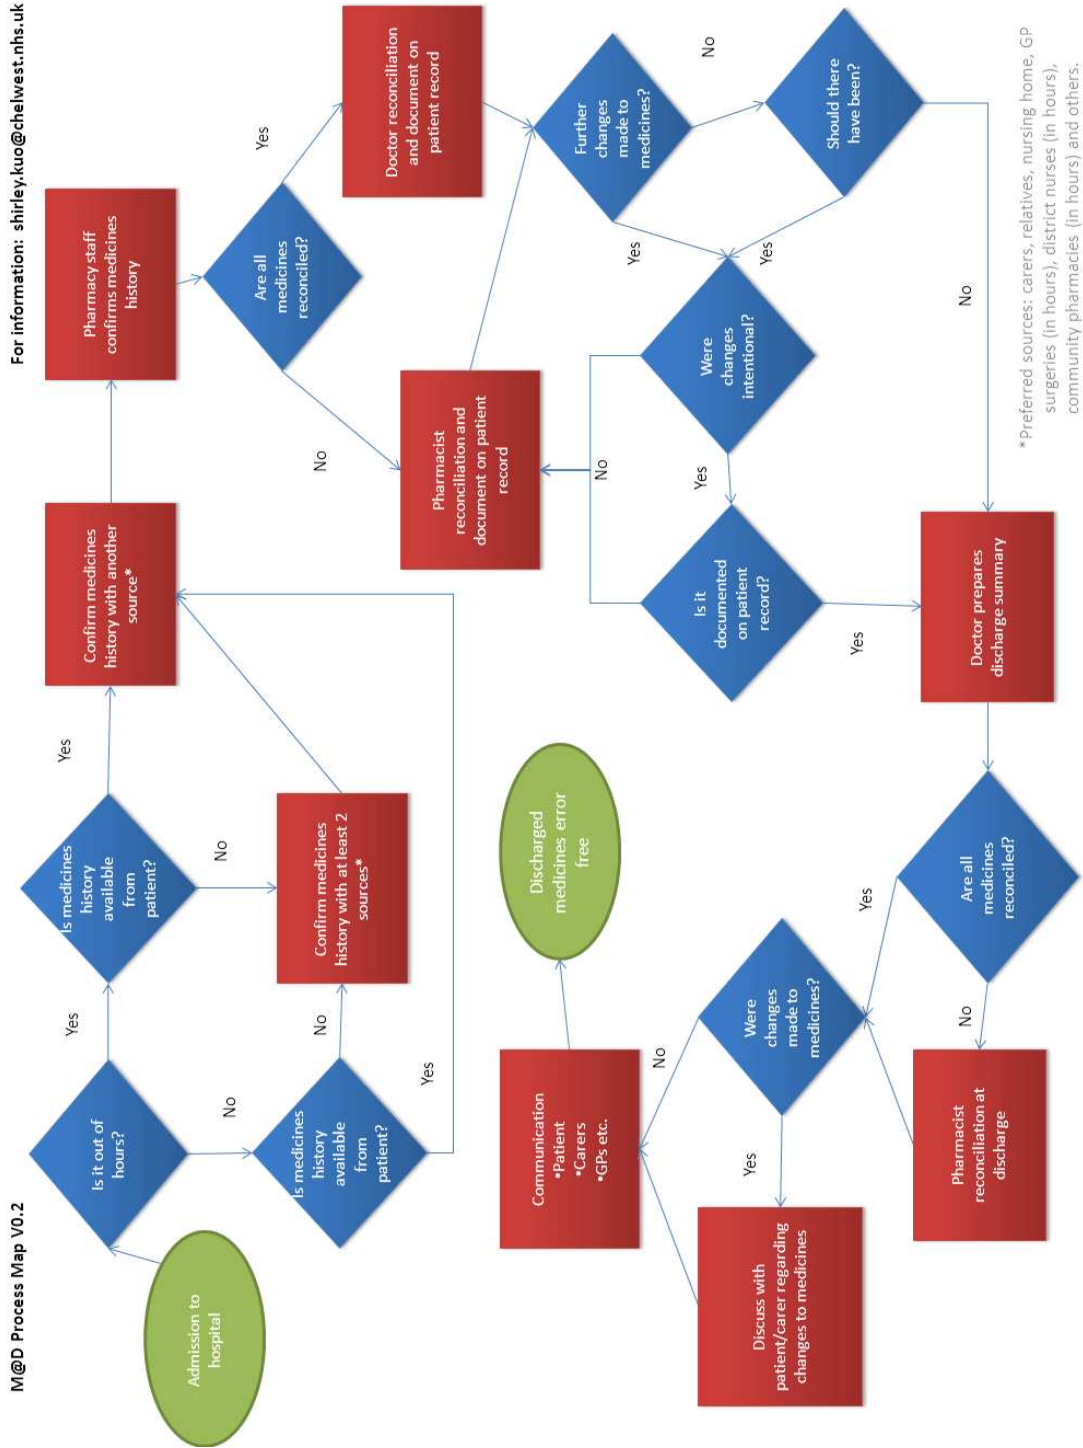 M@D Process Map V0.2
For information: shirley.kuo@chelwest.nhs.uk
Admission to
hospital
Is it out of
hours?
Yes
No
Is medicines
history
available
from
patient?
Yes
No
Is medicines
history
available
from
patient?
No
Yes
Confirm medicines
history with at least 2
sources*
Confirm medicines
history with another
source*
Pharmacy staff
confirms medicines
history
Are all
medicines
reconciled?
Yes
No
Doctor reconciliation
and document on
patient record
Pharmacist
reconciliation and
document on patient
record
Further
changes
made to
medicines?
No
Yes
Should there
have been?
Yes
No
Were
changes
intentional?
No
Yes
Is it
documented
on patient
record?
Yes
Doctor prepares
discharge summary
Are all
medicines
reconciled?
Yes
No
Pharmacist
reconciliation at
discharge
Were
changes
made to
medicines?
No
Yes
Discuss with
patient/carer regarding
changes to medicines
Communication
•Patient
•Carers
•GPs etc.
Discharged
medicines error
free
*Preferred sources: carers, relatives, nursing home, GP
surgeries (in hours), district nurses (in hours),
community pharmacies (in hours) and others.